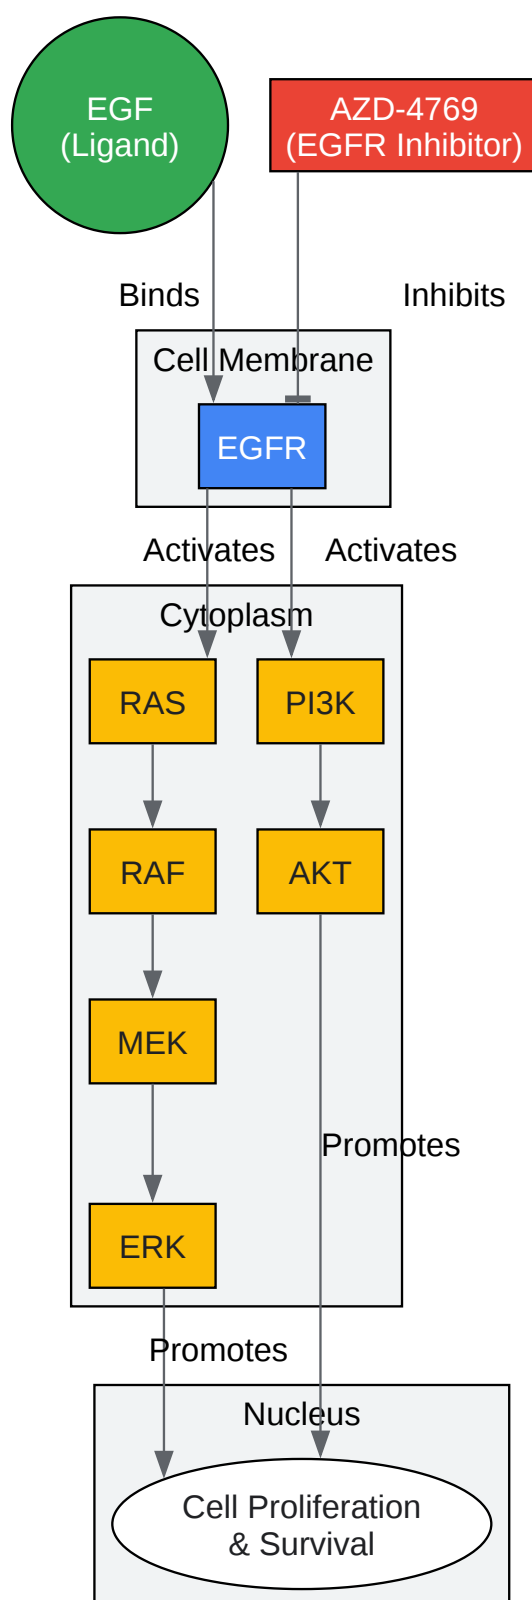 EGF
(Ligand)
AZD-4769
(EGFR Inhibitor)
Binds
Inhibits
Cell Membrane
EGFR
Activates
Activates
Cytoplasm
RAS
PI3K
RAF
AKT
MEK
Promotes
ERK
Promotes
Nucleus
Cell Proliferation
& Survival